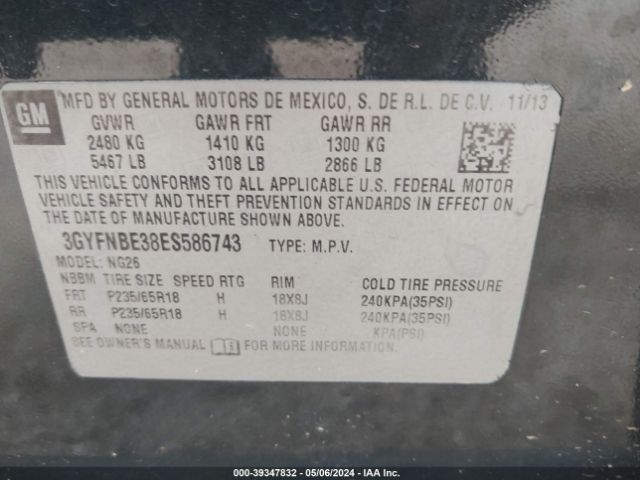 GM
MFD BY GENERAL MOTORS DE MEXICO, S. DE R.L. DE C.V. 11/13
GVWR GAWR FRT GAWR RR
2480 KG 1410 KG 1300 KG
5467 LB 3108 LB 2866 LB
THIS VEHICLE CONFORMS TO ALL APPLICABLE U.S. FEDERAL MOTOR
VEHICLE SAFETY AND THEFT PREVENTION STANDARDS IN EFFECT ON
THE DATE OF MANUFACTURE SHOWN ABOVE.
3GYFNBE38ES586743 TYPE: M.P.V.
MODEL: NG26
NBBM TIRE SIZE SPEED RTG RIM COLD TIRE PRESSURE
FRT P235/65R18 H 18X8J 240KPA(35PSI)
RR P235/65R18 H 18X8J 240KPA(35PSI)
SPA NONE NONE KPA(PSI)
SEE OWNER'S MANUAL FOR MORE INFORMATION.
000-39347832 - 05/06/2024 - IAA Inc.